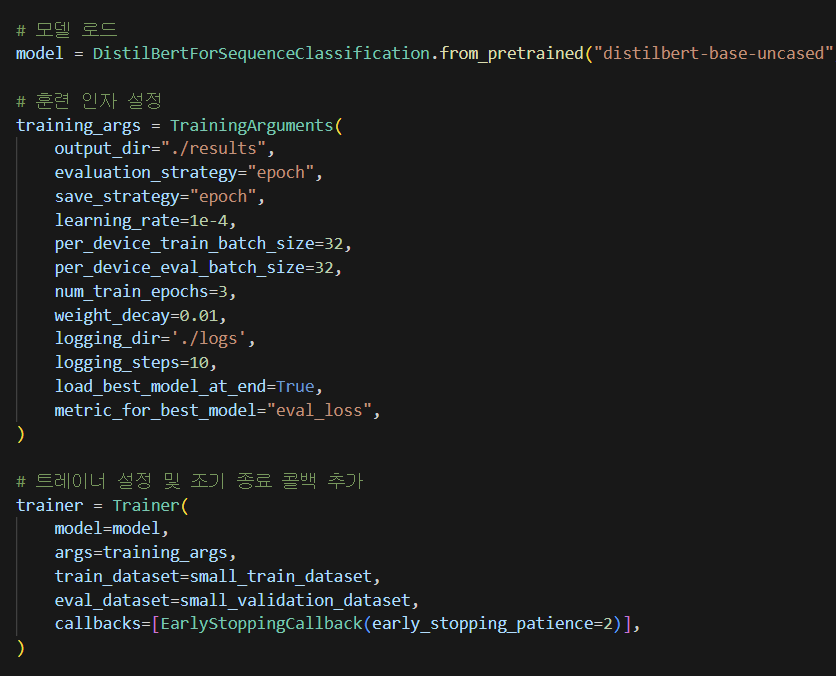 # 모델 로드
model = DistilBertForSequenceClassification.from_pretrained("distilbert-base-uncased"
# 훈련 인자 설정
training_args = TrainingArguments(
    output_dir="./results",
    evaluation_strategy="epoch",
    save_strategy="epoch",
    learning_rate=1e-4,
    per_device_train_batch_size=32,
    per_device_eval_batch_size=32,
    num_train_epochs=3,
    weight_decay=0.01,
    logging_dir='./logs',
    logging_steps=10,
    load_best_model_at_end=True,
    metric_for_best_model="eval_loss",
)
# 트레이너 설정 및 조기 종료 콜백 추가
trainer = Trainer(
    model=model,
    args=training_args,
    train_dataset=small_train_dataset,
    eval_dataset=small_validation_dataset,
    callbacks=[EarlyStoppingCallback(early_stopping_patience=2)],
)